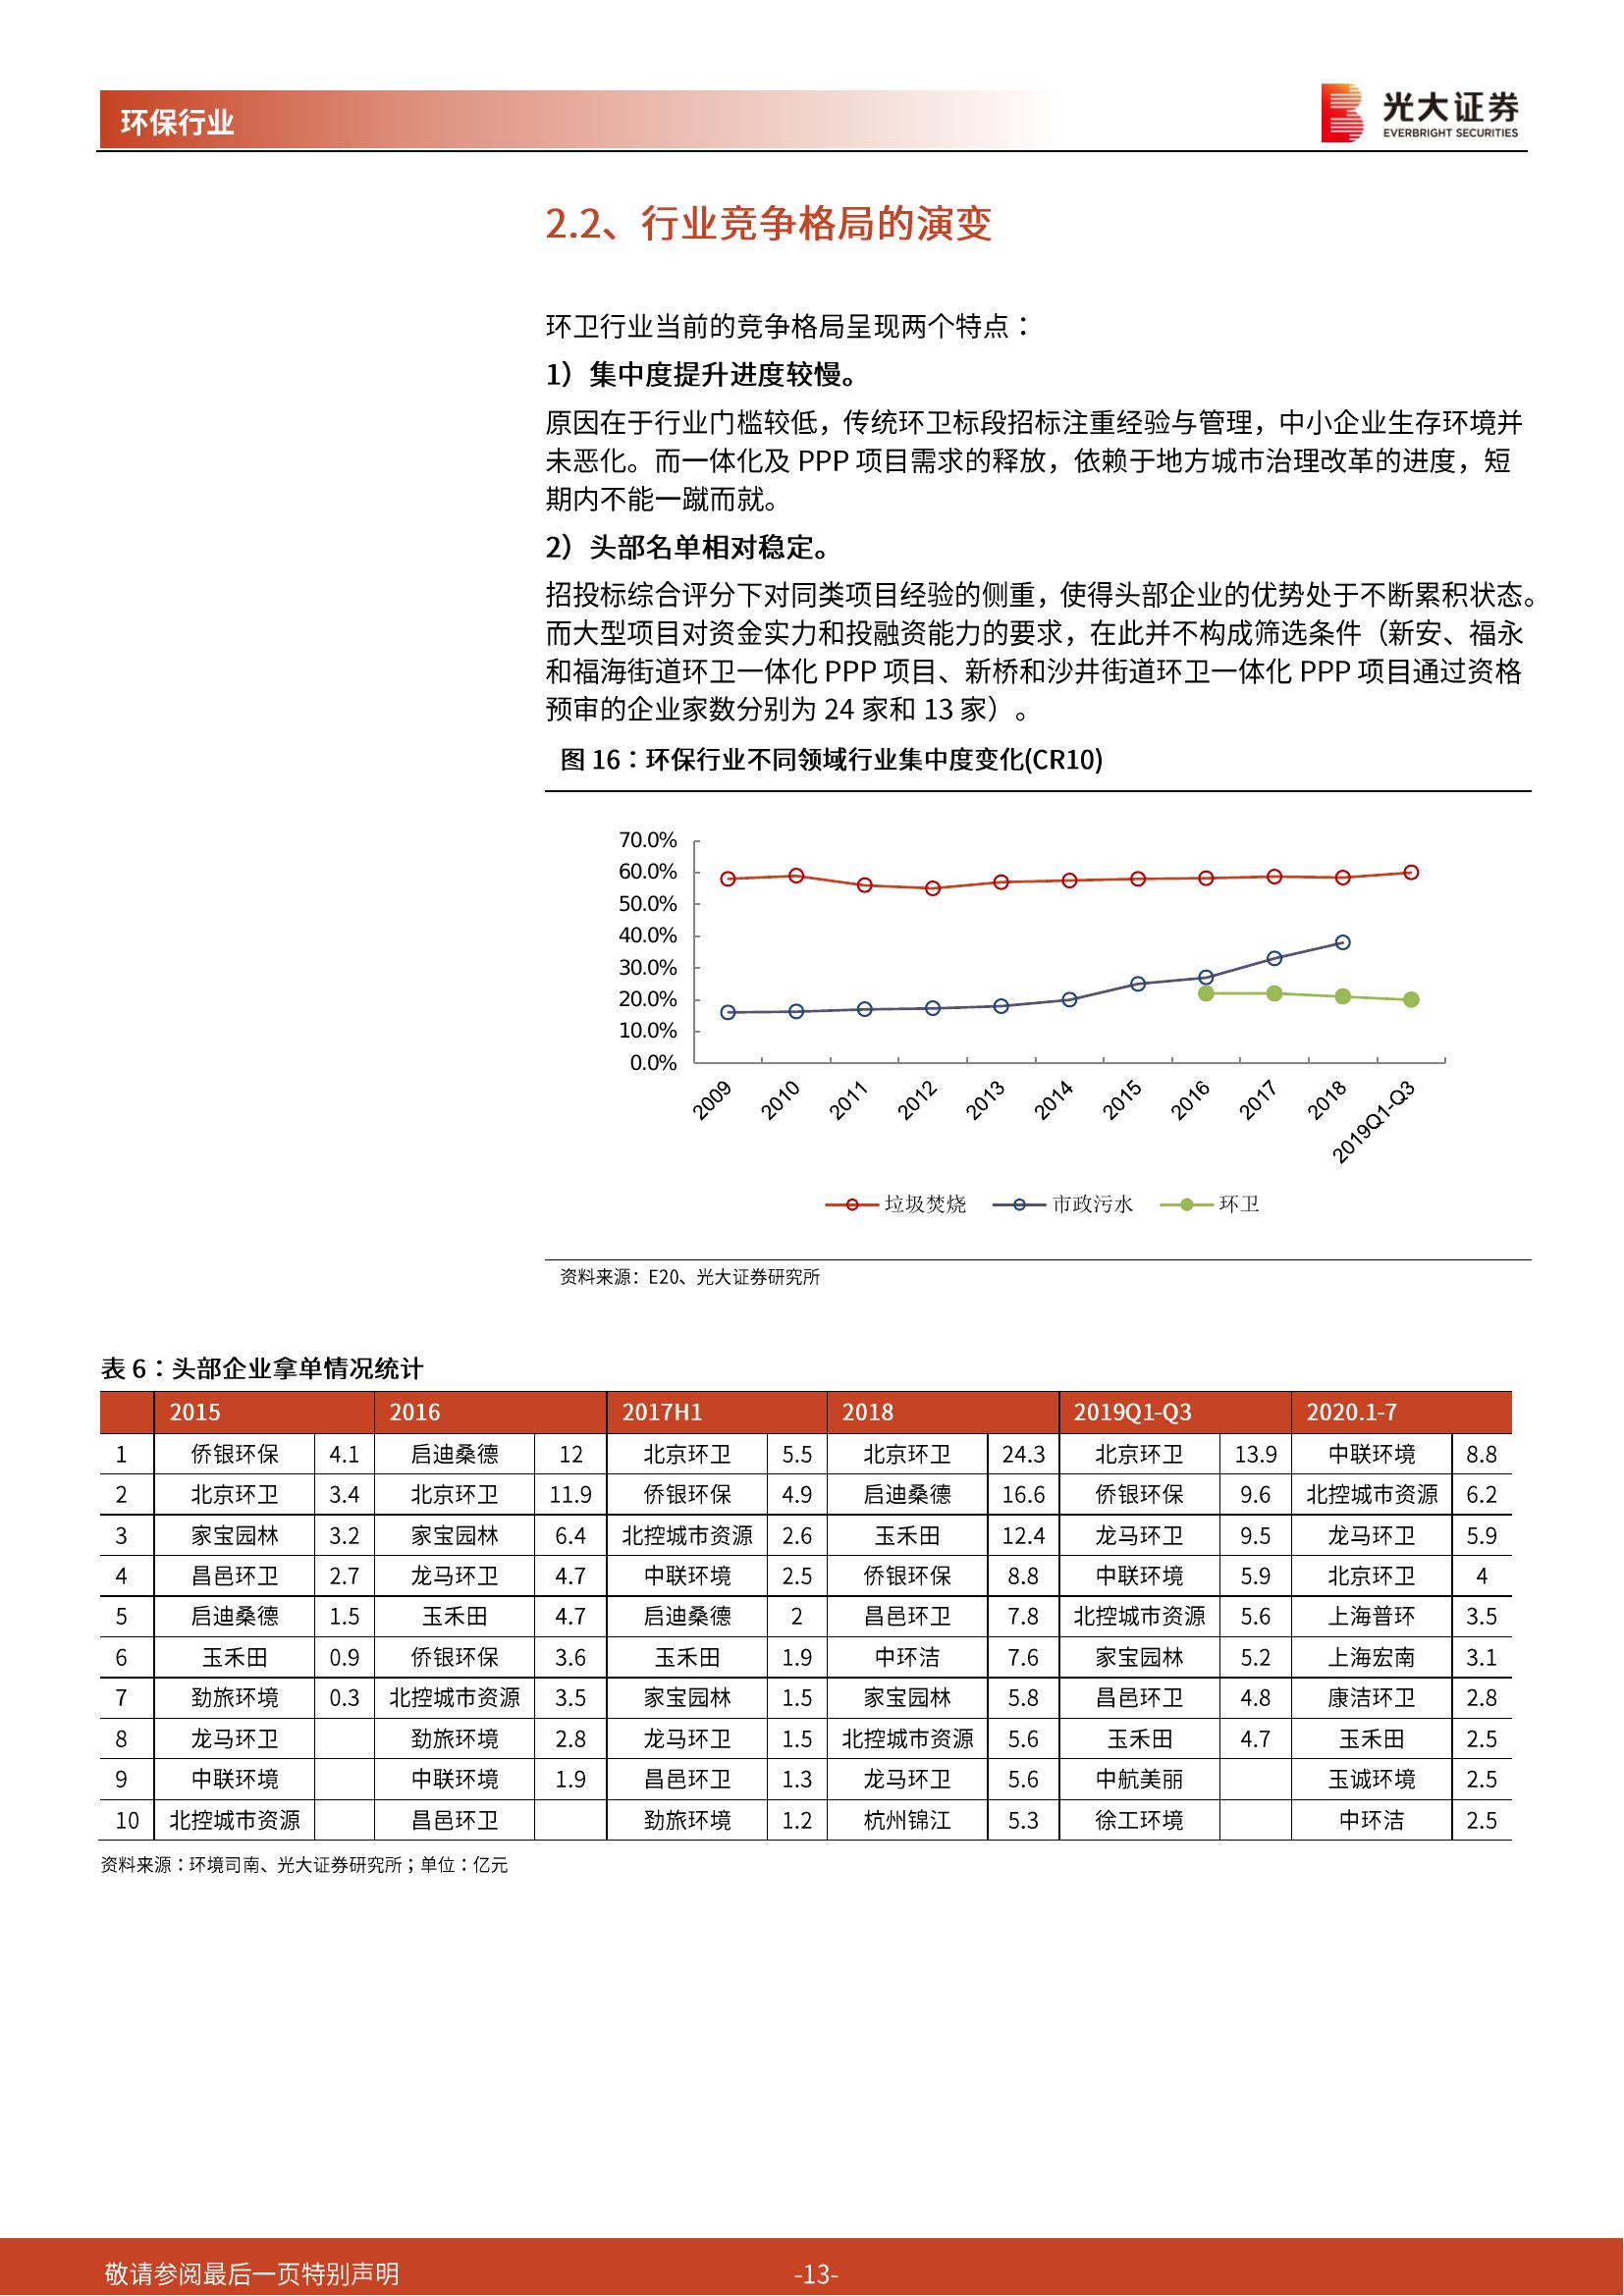 环保行业
光大证券
EVERBRIGHT SECURITIES
2.2、行业竞争格局的演变
环卫行业当前的竞争格局呈现两个特点：
1）集中度提升进度较慢。
原因在于行业门槛较低，传统环卫标段招标注重经验与管理，中小企业生存环境并
未恶化。而一体化及 PPP 项目需求的释放，依赖于地方城市治理改革的进度，短
期内不能一蹴而就。
2）头部名单相对稳定。
招投标综合评分下对同类项目经验的侧重，使得头部企业的优势处于不断累积状态。
而大型项目对资金实力和投融资能力的要求，在此并不构成筛选条件（新安、福永
和福海街道环卫一体化 PPP 项目、新桥和沙井街道环卫一体化 PPP 项目通过资格
预审的企业家数分别为 24 家和 13 家）。
图 16：环保行业不同领域行业集中度变化(CR10)
70.0%
60.0%
50.0%
40.0%
30.0%
20.0%
10.0%
0.0%
2009 2010 2011 2012 2013 2014 2015 2016 2017 2018 2019Q1-Q3
垃圾焚烧 市政污水 环卫
资料来源：E20、光大证券研究所
表 6：头部企业拿单情况统计
2015 2016 2017H1 2018 2019Q1-Q3 2020.1-7
1 侨银环保 4.1 启迪桑德 12 北京环卫 5.5 北京环卫 24.3 北京环卫 13.9 中联环境 8.8
2 北京环卫 3.4 北京环卫 11.9 侨银环保 4.9 启迪桑德 16.6 侨银环保 9.6 北控城市资源 6.2
3 家宝园林 3.2 家宝园林 6.4 北控城市资源 2.6 玉禾田 12.4 龙马环卫 9.5 龙马环卫 5.9
4 昌邑环卫 2.7 龙马环卫 4.7 中联环境 2.5 侨银环保 8.8 中联环境 5.9 北京环卫 4
5 启迪桑德 1.5 玉禾田 4.7 启迪桑德 2 昌邑环卫 7.8 北控城市资源 5.6 上海普环 3.5
6 玉禾田 0.9 侨银环保 3.6 玉禾田 1.9 中环洁 7.6 家宝园林 5.2 上海宏南 3.1
7 劲旅环境 0.3 北控城市资源 3.5 家宝园林 1.5 家宝园林 5.8 昌邑环卫 4.8 康洁环卫 2.8
8 龙马环卫 劲旅环境 2.8 龙马环卫 1.5 北控城市资源 5.6 玉禾田 4.7 玉禾田 2.5
9 中联环境 中联环境 1.9 昌邑环卫 1.3 龙马环卫 5.6 中航美丽 玉诚环境 2.5
10 北控城市资源 昌邑环卫 劲旅环境 1.2 杭州锦江 5.3 徐工环境 中环洁 2.5
资料来源：环境司南、光大证券研究所；单位：亿元
敬请参阅最后一页特别声明 -13-